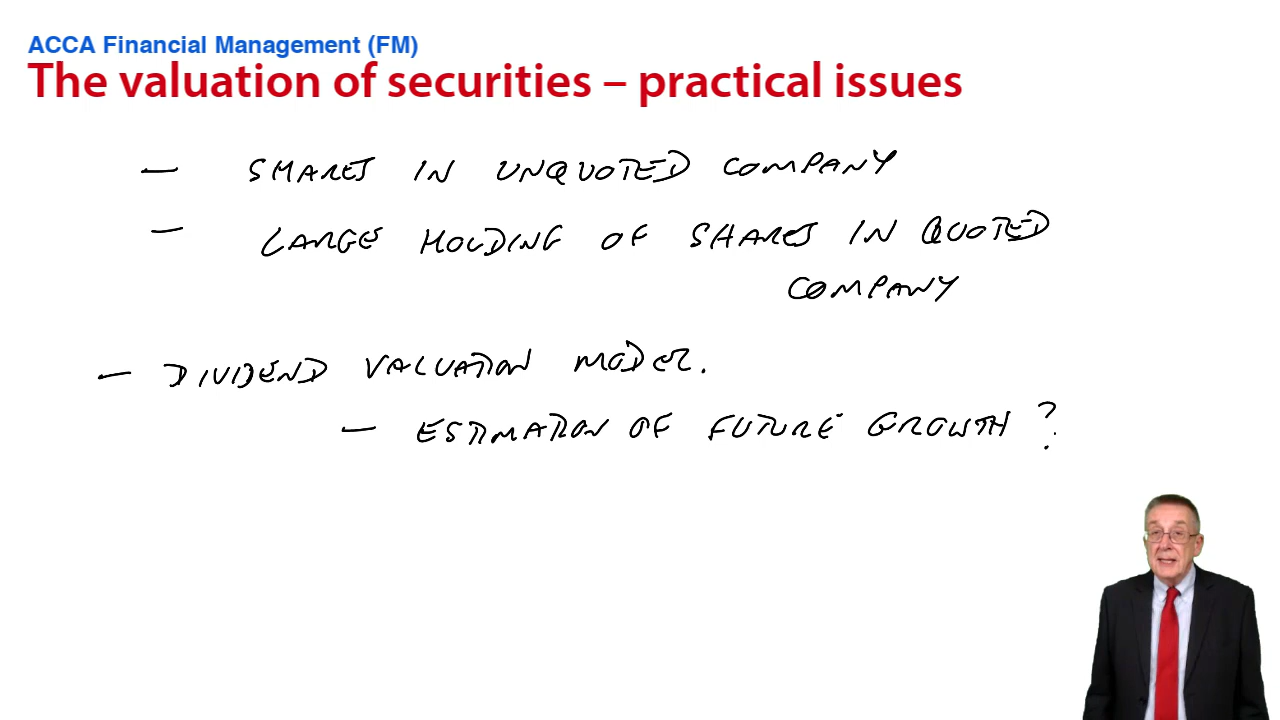 ACCA Financial Management (FM)
The valuation of securities – practical issues
— SHARES IN UNQUOTED COMPANY
— LARGE HOLDING OF SHARES IN QUOTED
COMPANY
— DIVIDEND VALUATION MODEL.
— ESTIMATION OF FUTURE GROWTH?